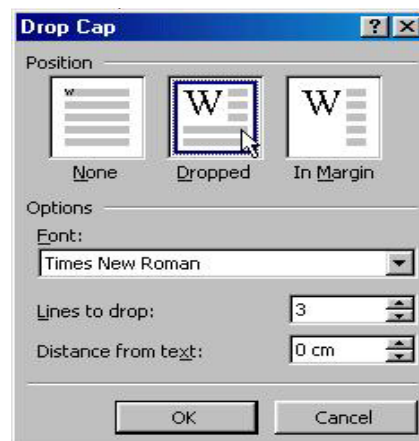 Drop Cap
Position
W W W
None Dropped In Margin
Options
Font:
Times New Roman
Lines to drop: 3
Distance from text: 0 cm
OK Cancel